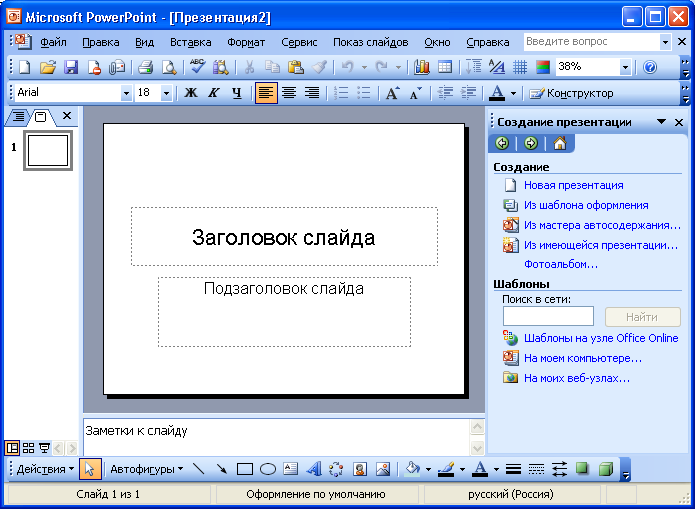 Microsoft PowerPoint - [Презентация2]
Файл Правка Вид Вставка Формат Сервис Показ слайдов Окно Справка Введите вопрос
38%
Arial 18 Ж К Ч А А А Конструктор
Создание презентации
1
Создание
Новая презентация
Из шаблона оформления
Из мастера автосодержания...
Из имеющейся презентации...
Фотоальбом...
Шаблоны
Поиск в сети:
Найти
Шаблоны на узле Office Online
На моем компьютере...
На моих веб-узлах...
Заголовок слайда
Подзаголовок слайда
Заметки к слайду
Действия Автофигуры А
Слайд 1 из 1 Оформление по умолчанию русский (Россия)